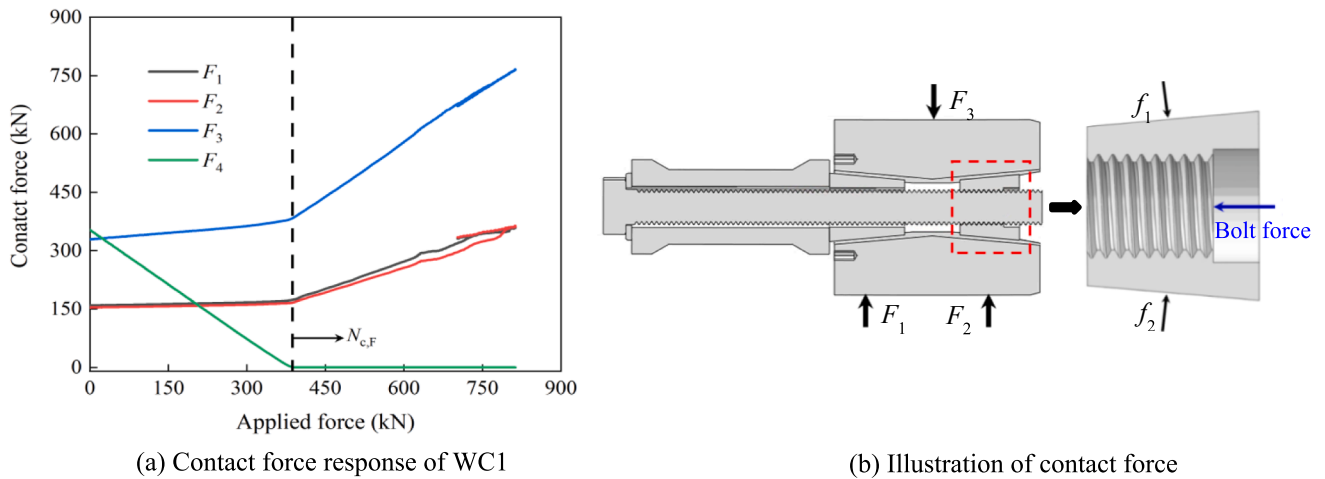 900
750
600
450
300
150
0
Conatct force (kN)
F1
F2
F3
F4
Nc,F
0 150 300 450 600 750 900
Applied force (kN)
(a) Contact force response of WC1
F3
F1 F2
f1
Bolt force
f2
(b) Illustration of contact force